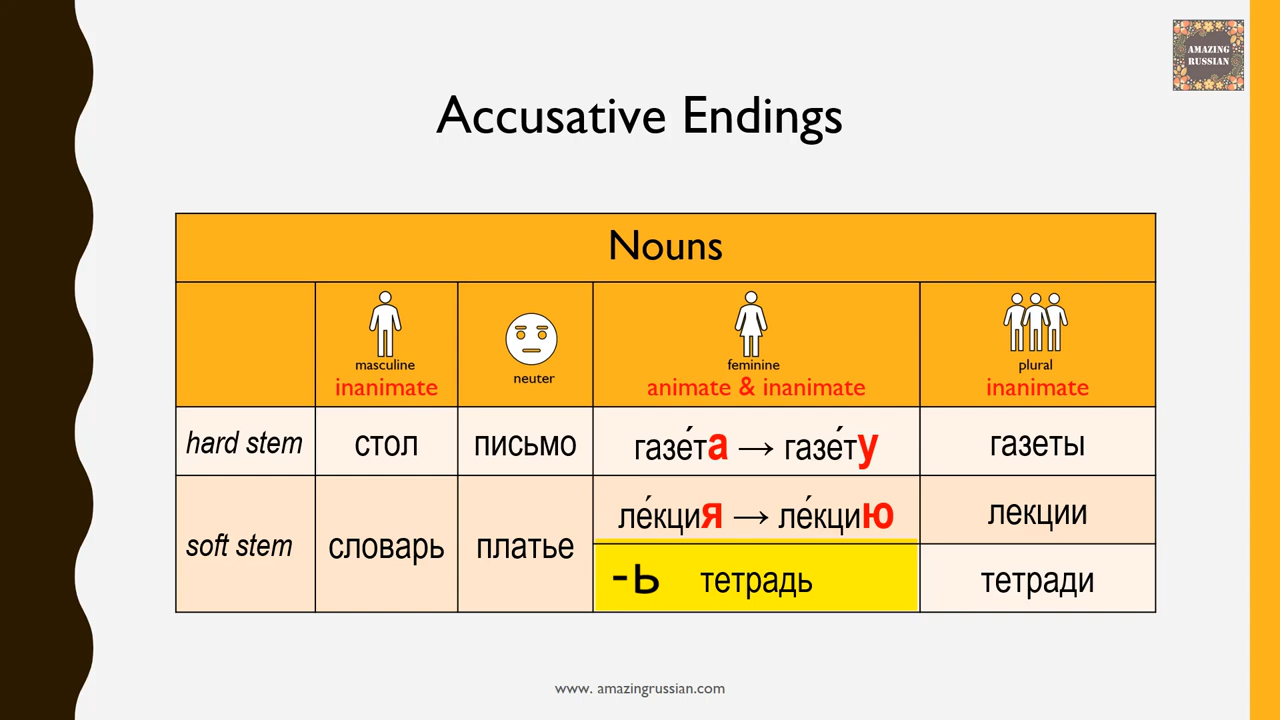 AMAZING
RUSSIAN
Accusative Endings
Nouns
masculine
inanimate
neuter
feminine
animate & inanimate
plural
inanimate
hard stem
стол
письмо
газе́та → газе́ту
газеты
soft stem
словарь
платье
ле́кция → ле́кцию
лекции
-ь тетрадь
тетради
www. amazingrussian.com